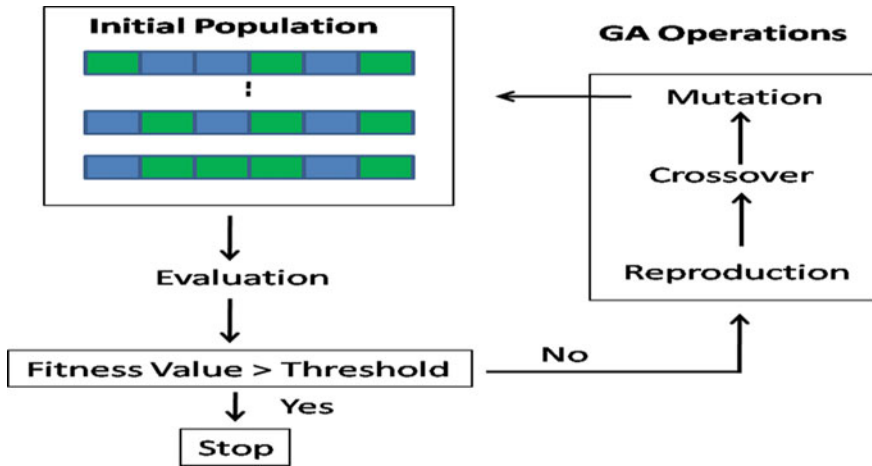 Initial Population
Evaluation
Fitness Value > Threshold
Yes
Stop
No
GA Operations
Mutation
Crossover
Reproduction